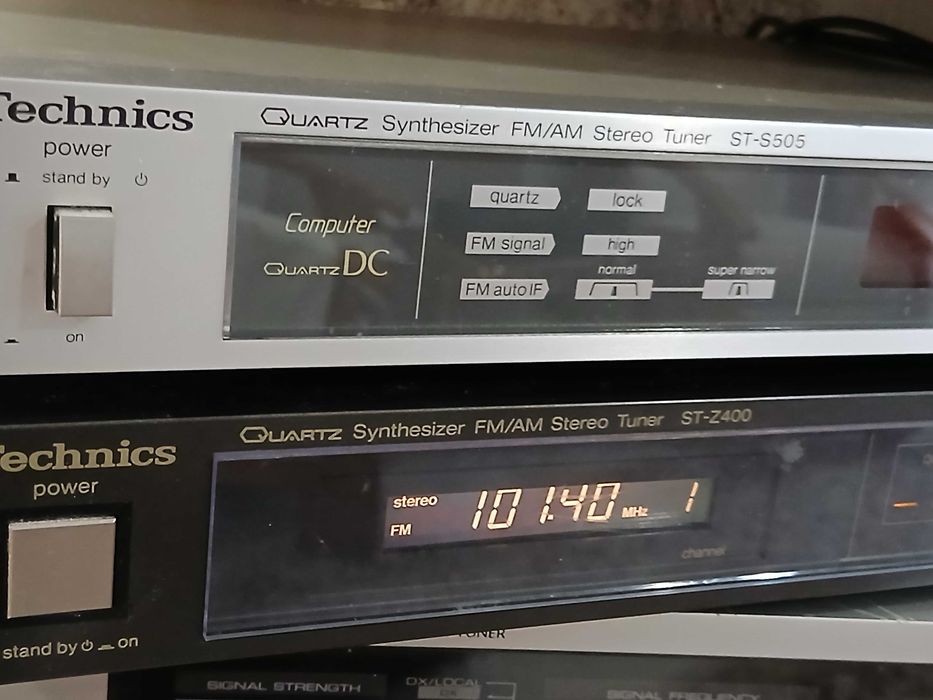 Technics
QUARTZ Synthesizer FM/AM Stereo Tuner ST-S505
power
stand by
on
Computer
QUARTZ DC
quartz lock
FM signal high
normal super narrow
FM auto IF
Technics
QUARTZ Synthesizer FM/AM Stereo Tuner ST-Z400
power
stereo
FM
101.40 MHz 1
channel
stand by on
TUNER
SIGNAL STRENGTH
DX/LOCAL
DX
SIGNAL FREQUENCY